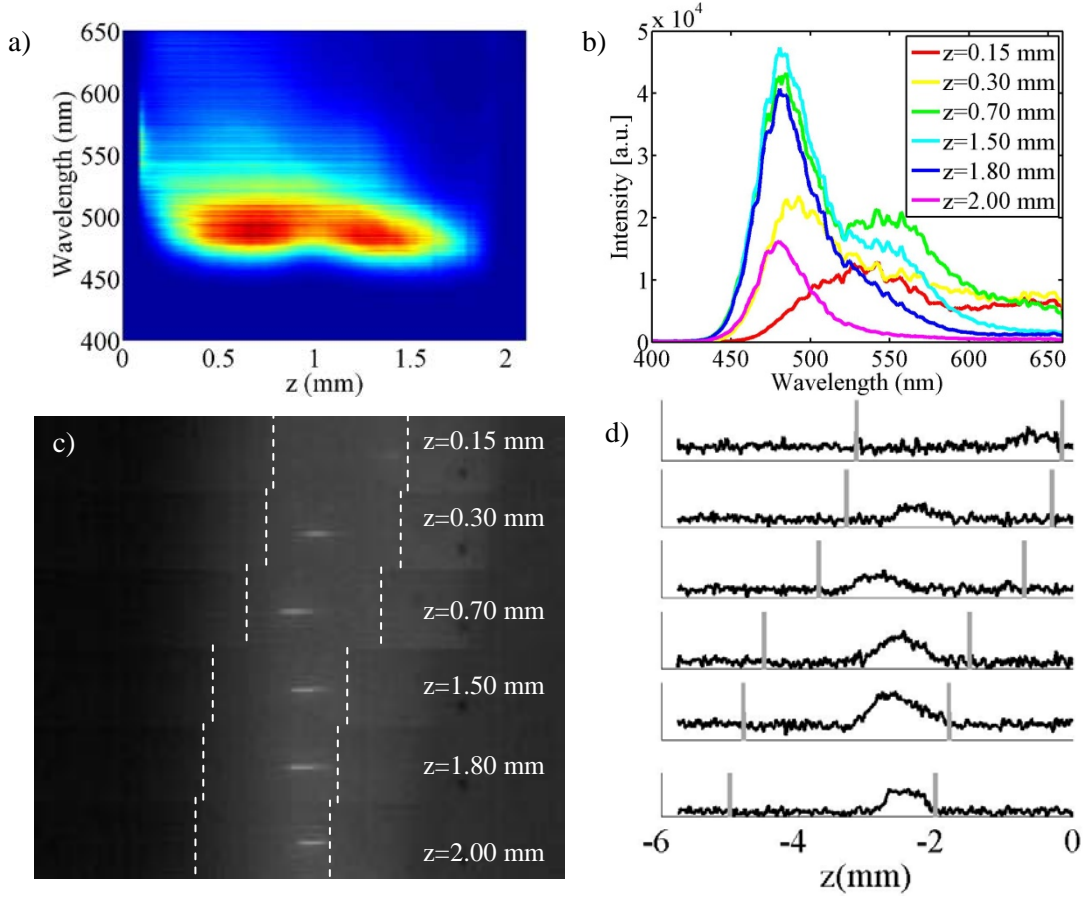 a)
650
600
550
500
450
400
Wavelength (nm)
0
0.5
1
1.5
2
z (mm)
b)
5 x 10⁴
4
3
2
1
0
Intensity [a.u.]
z=0.15 mm
z=0.30 mm
z=0.70 mm
z=1.50 mm
z=1.80 mm
z=2.00 mm
400
450
500
550
600
650
Wavelength (nm)
c)
z=0.15 mm
z=0.30 mm
z=0.70 mm
z=1.50 mm
z=1.80 mm
z=2.00 mm
d)
-6
-4
-2
0
z(mm)